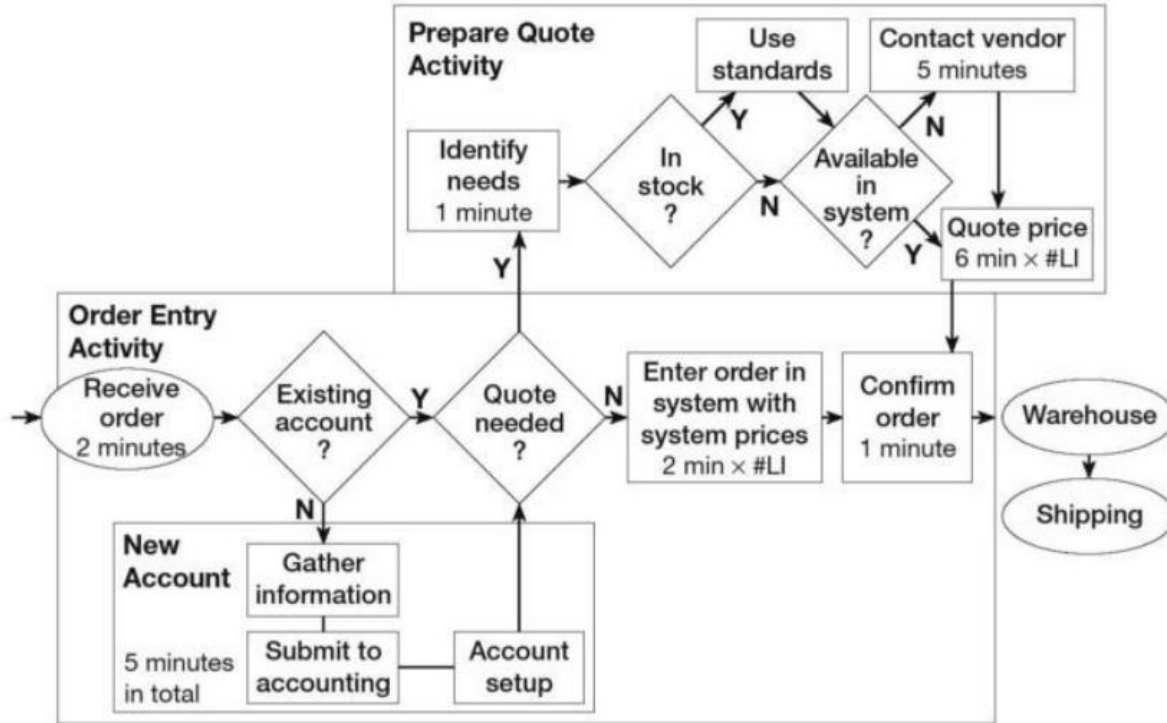 Prepare Quote
Activity
Use
standards
Contact vendor
5 minutes
Y
N
Identify
needs
1 minute
In
stock
?
N
Available
in
system
?
Y
Quote price
6 min × #LI
Y
Order Entry
Activity
Receive
order
2 minutes
Existing
account
?
Y
Quote
needed
?
N
Enter order in
system with
system prices
2 min × #LI
Confirm
order
1 minute
Warehouse
Shipping
N
New
Account
Gather
information
5 minutes
in total
Submit to
accounting
Account
setup